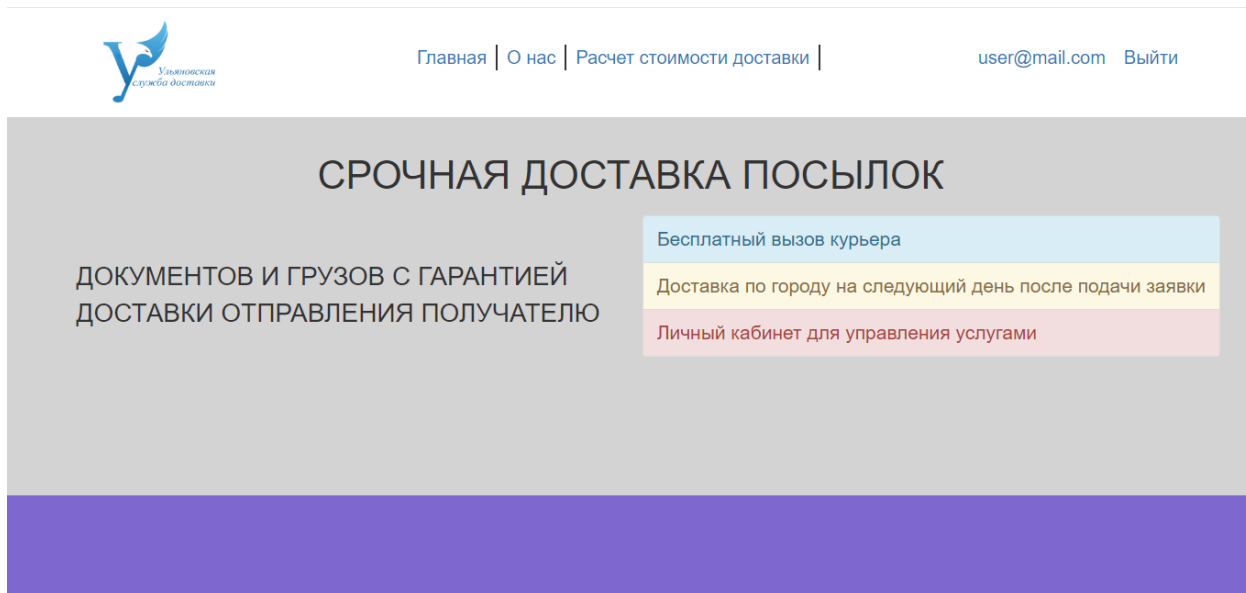 Ульяновская
служба доставки
Главная | О нас | Расчет стоимости доставки |
user@mail.com Выйти
СРОЧНАЯ ДОСТАВКА ПОСЫЛОК
ДОКУМЕНТОВ И ГРУЗОВ С ГАРАНТИЕЙ
ДОСТАВКИ ОТПРАВЛЕНИЯ ПОЛУЧАТЕЛЮ
Бесплатный вызов курьера
Доставка по городу на следующий день после подачи заявки
Личный кабинет для управления услугами